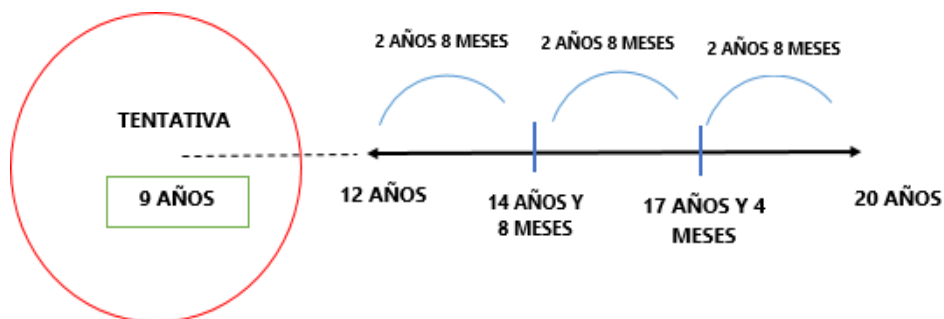 2 AÑOS 8 MESES
2 AÑOS 8 MESES
2 AÑOS 8 MESES
TENTATIVA
9 AÑOS
12 AÑOS
14 AÑOS Y
8 MESES
17 AÑOS Y 4
MESES
20 AÑOS